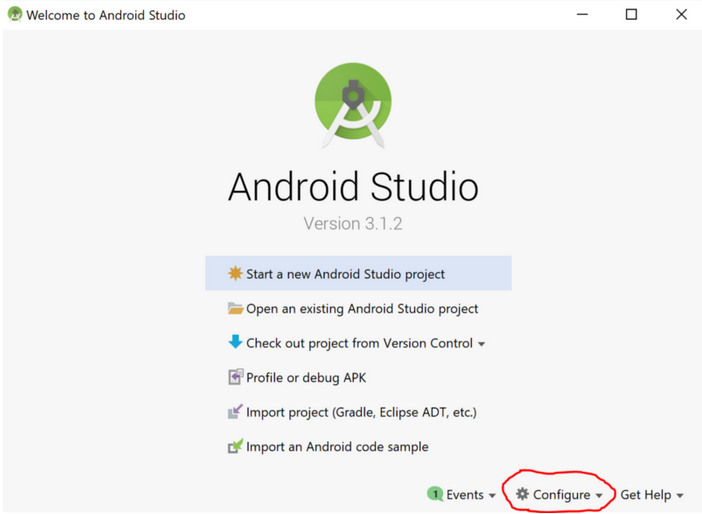 Welcome to Android Studio
Android Studio
Version 3.1.2
Start a new Android Studio project
Open an existing Android Studio project
Check out project from Version Control
Profile or debug APK
Import project (Gradle, Eclipse ADT, etc.)
Import an Android code sample
1 Events Configure Get Help